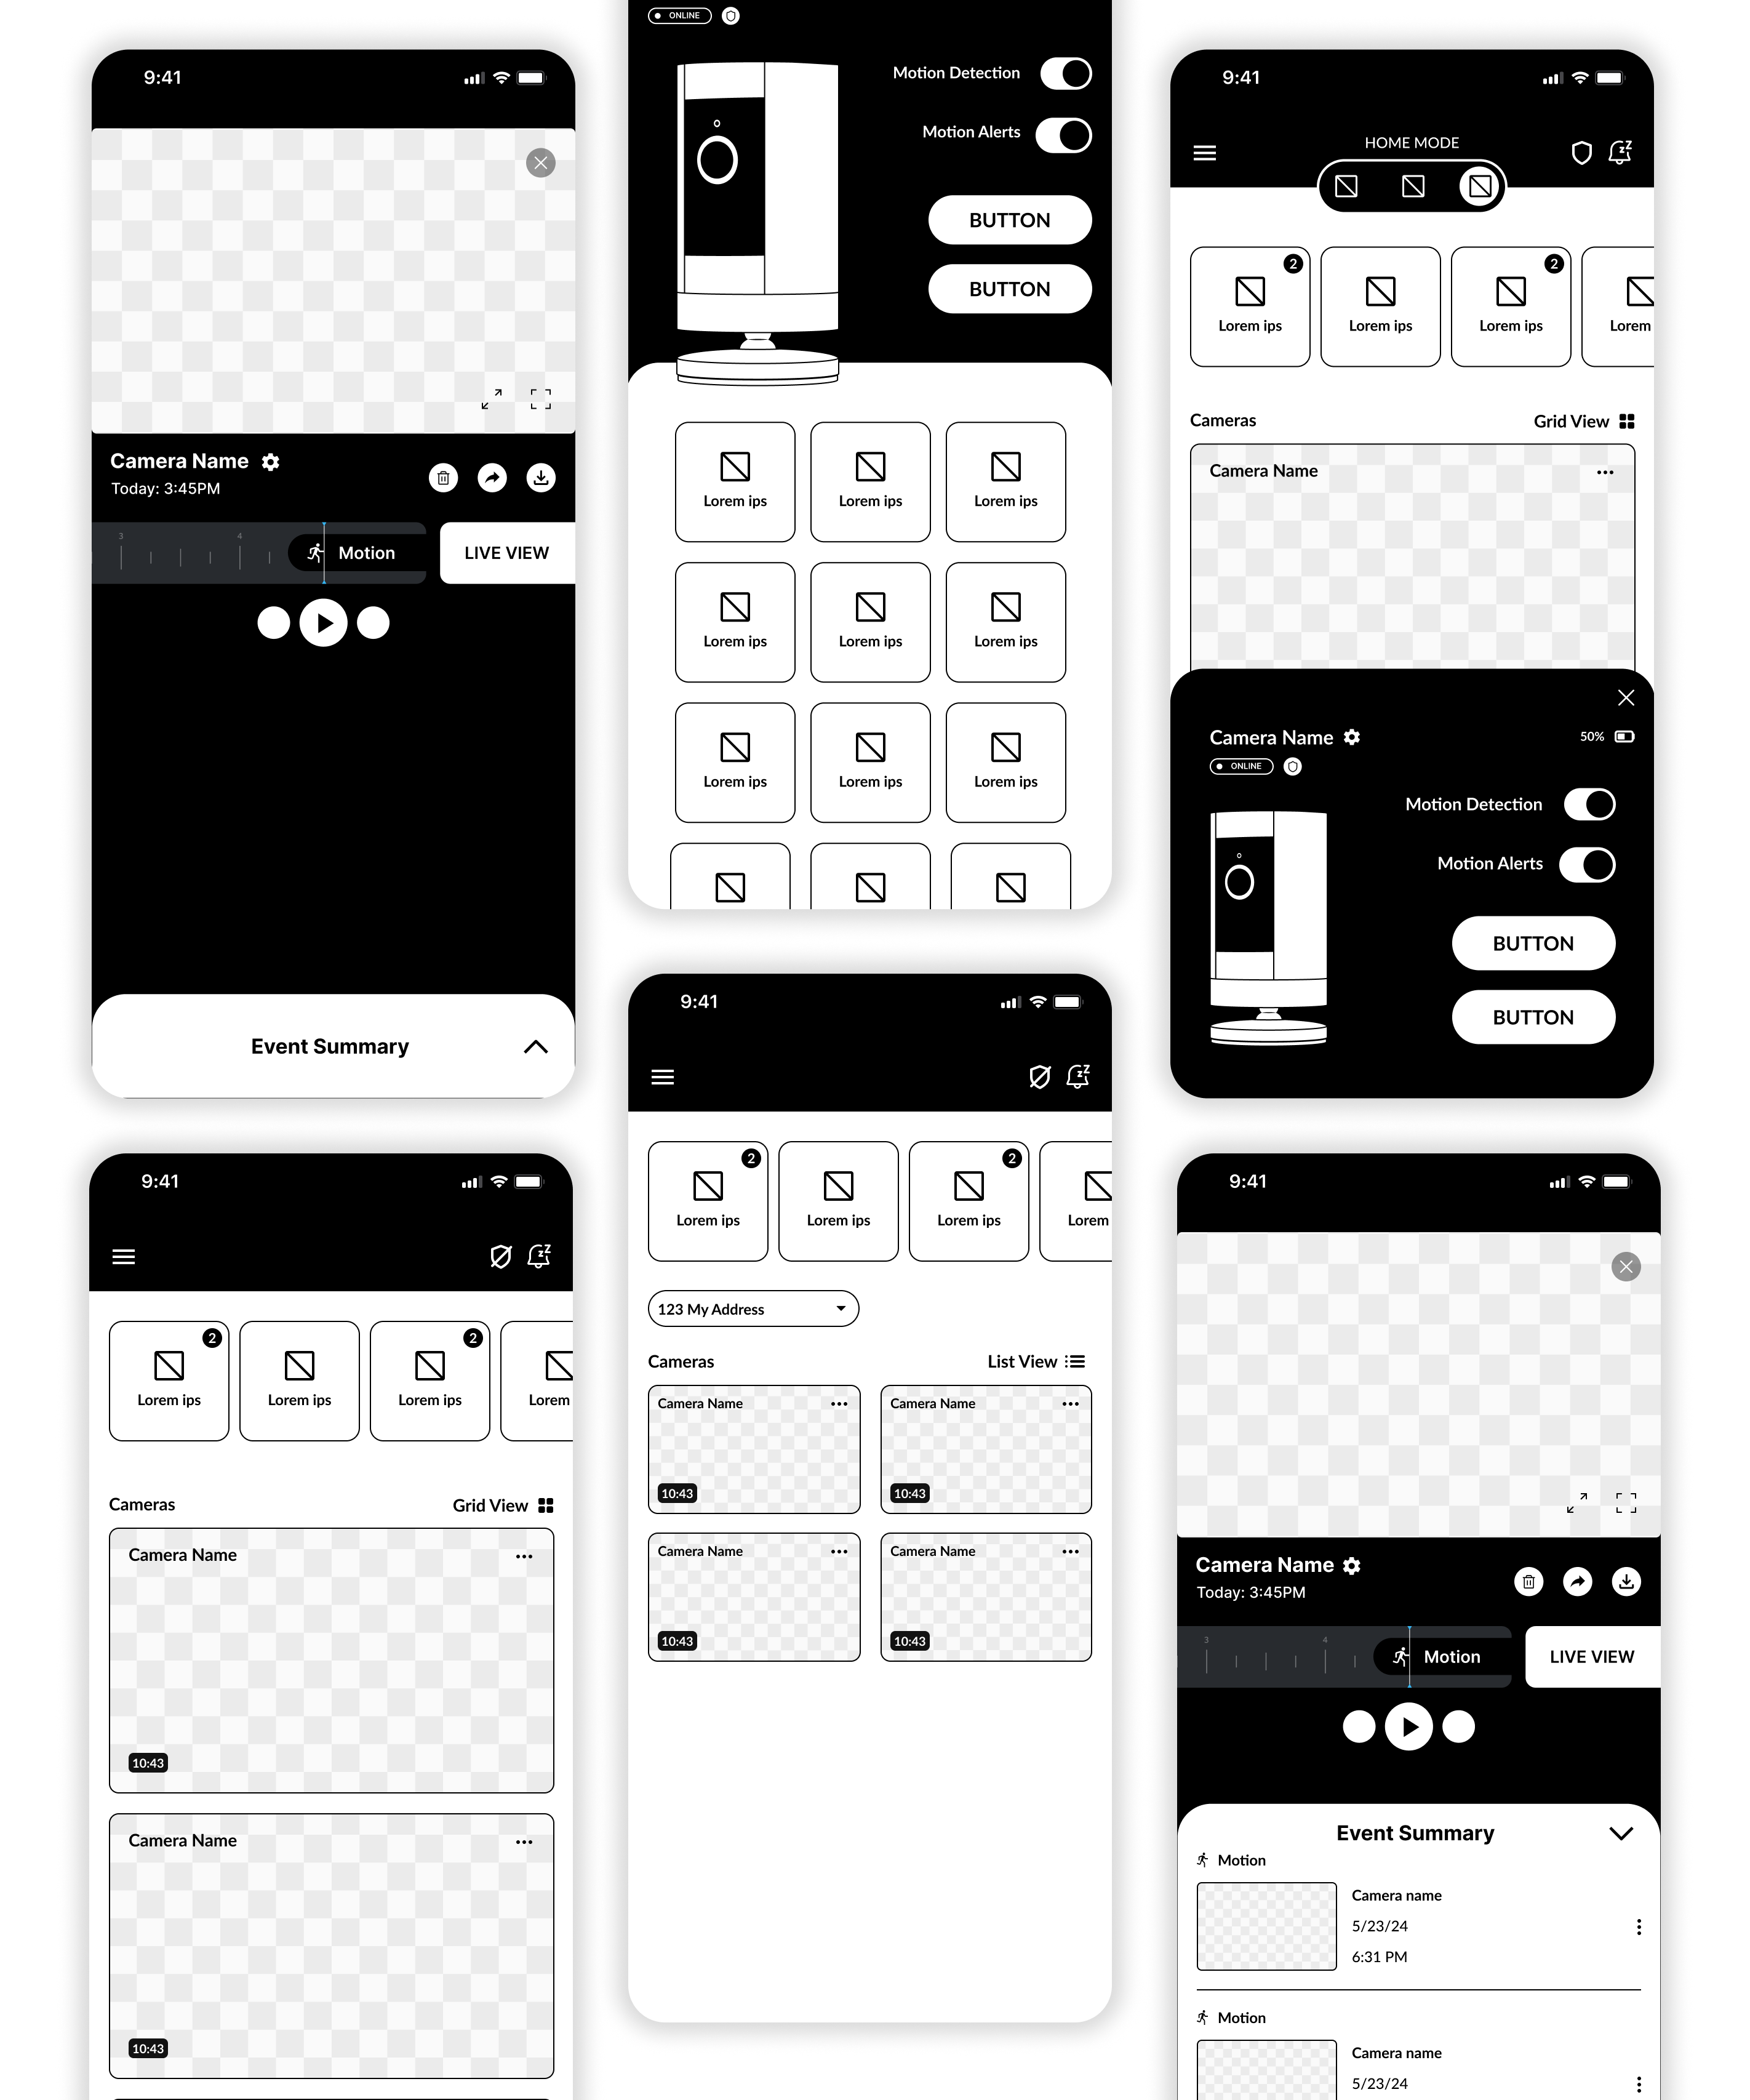 9:41
Camera Name
Today: 3:45PM
3
4
Motion
LIVE VIEW
Event Summary
ONLINE
Motion Detection
Motion Alerts
BUTTON
BUTTON
Lorem ips
Lorem ips
Lorem ips
Lorem ips
Lorem ips
Lorem ips
Lorem ips
Lorem ips
Lorem ips
9:41
HOME MODE
zZ
2
2
Lorem ips
Lorem ips
Lorem ips
Lorem
Cameras
Grid View
Camera Name
Camera Name
50%
ONLINE
Motion Detection
Motion Alerts
BUTTON
BUTTON
9:41
zZ
2
2
Lorem ips
Lorem ips
Lorem ips
Lorem
Cameras
Grid View
Camera Name
10:43
Camera Name
10:43
9:41
zZ
2
2
Lorem ips
Lorem ips
Lorem ips
Lorem
123 My Address
Cameras
List View
Camera Name
Camera Name
10:43
10:43
Camera Name
Camera Name
10:43
10:43
9:41
Camera Name
Today: 3:45PM
3
4
Motion
LIVE VIEW
Event Summary
Motion
Camera name
5/23/24
6:31 PM
Motion
Camera name
5/23/24